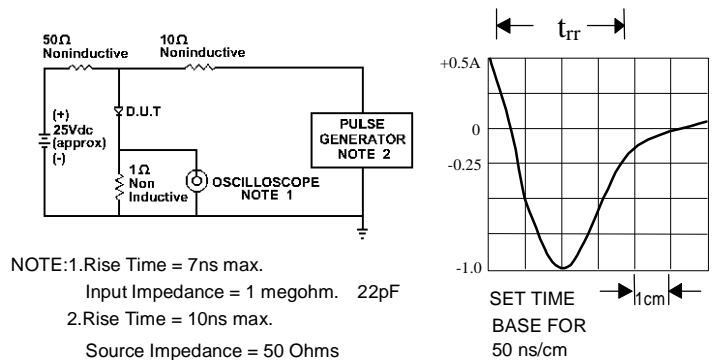 50Ω
Noninductive
10Ω
Noninductive
(+)
25Vdc
(approx)
(-)
D.U.T
1Ω
Non
Inductive
OSCILLOSCOPE
NOTE 1
PULSE
GENERATOR
NOTE 2
NOTE:1.Rise Time = 7ns max.
Input Impedance = 1 megohm. 22pF
2.Rise Time = 10ns max.
Source Impedance = 50 Ohms
trr
+0.5A
0
-0.25
-1.0
1cm
SET TIME
BASE FOR
50 ns/cm